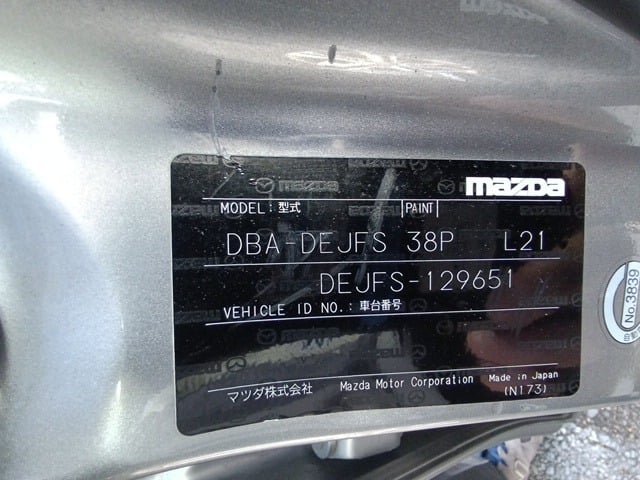 mazda
MODEL:型式 PAINT
DBA-DEJFS 38P L21
DEJFS-129651
VEHICLE ID NO.:車台番号
マツダ株式会社 Mazda Motor Corporation Made in Japan
(N173)
No.3839